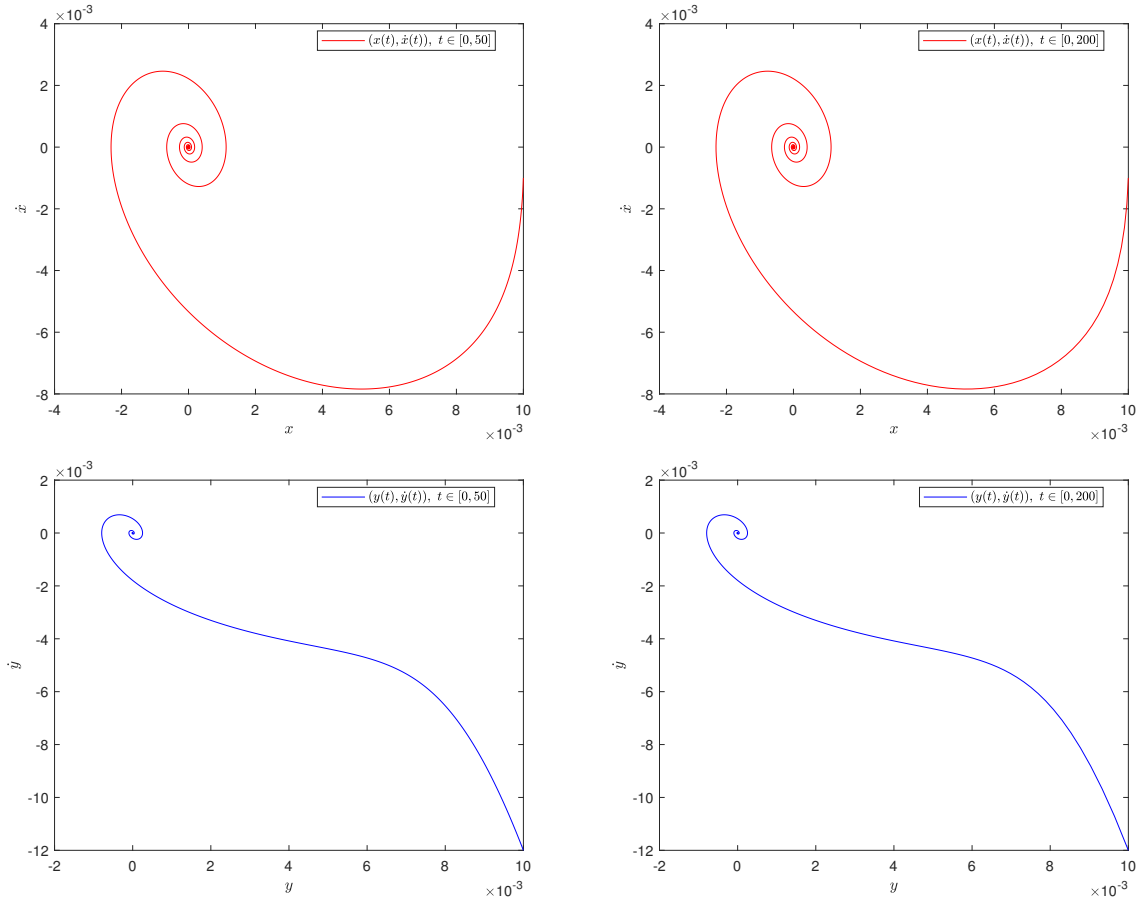 ×10⁻³
4
2
0
-2
-4
-6
-8
ẋ
(x(t), ẋ(t)), t ∈ [0, 50]
-4 -2 0 2 4 6 8 10
×10⁻³
x
×10⁻³
4
2
0
-2
-4
-6
-8
ẋ
(x(t), ẋ(t)), t ∈ [0, 200]
-4 -2 0 2 4 6 8 10
×10⁻³
x
×10⁻³
2
0
-2
-4
-6
-8
-10
-12
ẏ
(y(t), ẏ(t)), t ∈ [0, 50]
-2 0 2 4 6 8 10
×10⁻³
y
×10⁻³
2
0
-2
-4
-6
-8
-10
-12
ẏ
(y(t), ẏ(t)), t ∈ [0, 200]
-2 0 2 4 6 8 10
×10⁻³
y